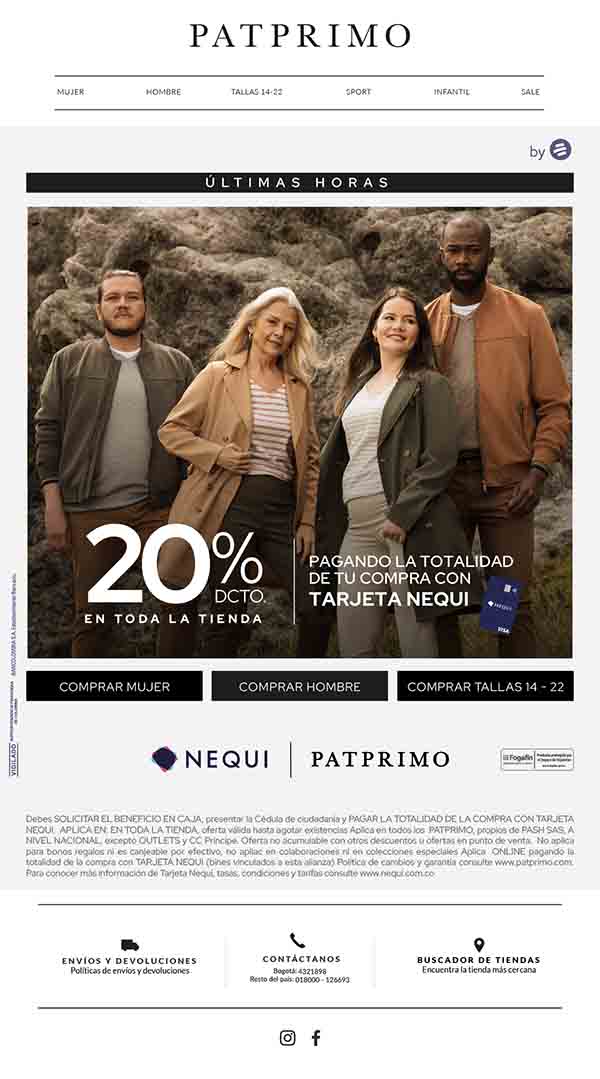 PATPRIMO
MUJER HOMBRE TALLAS 14-22 SPORT INFANTIL SALE
by
ÚLTIMAS HORAS
20%
DCTO.
EN TODA LA TIENDA
PAGANDO LA TOTALIDAD
DE TU COMPRA CON
TARJETA NEQUI
NEQUI
VISA
COMPRAR MUJER COMPRAR HOMBRE COMPRAR TALLAS 14 - 22
BANCOLOMBIA S.A. Establecimiento Bancario.
VIGILADO
NEQUI PATPRIMO
Fogafín
Debes SOLICITAR EL BENEFICIO EN CAJA, presentar la Cédula de ciudadania y PAGAR LA TOTALIDAD DE LA COMPRA CON TARJETA
NEQUI. APLICA EN: EN TODA LA TIENDA, oferta válida hasta agotar existencias Aplica en todos los PATPRIMO, propios de PASH SAS, A
NIVEL NACIONAL, excepto OUTLETS y CC Principe. Oferta no acumulable con otros descuentos u ofertas en punto de venta. No aplica
para bonos regalos ni es canjeable por efectivo, no apliac en colaboraciones ni en colecciones especiales Aplica ONLINE pagando la
totalidad de la compra con TARJETA NEQUI (bines vinculados a esta alianza) Política de cambios y garantía consulte www.patprimo.com.
Para conocer más información de Tarjeta Nequi, tasas, condiciones y tarifas consulte www.nequi.com.co
ENVÍOS Y DEVOLUCIONES
Políticas de envíos y devoluciones
CONTÁCTANOS
Bogotá: 4321898
Resto del país: 018000 - 126693
BUSCADOR DE TIENDAS
Encuentra la tienda más cercana